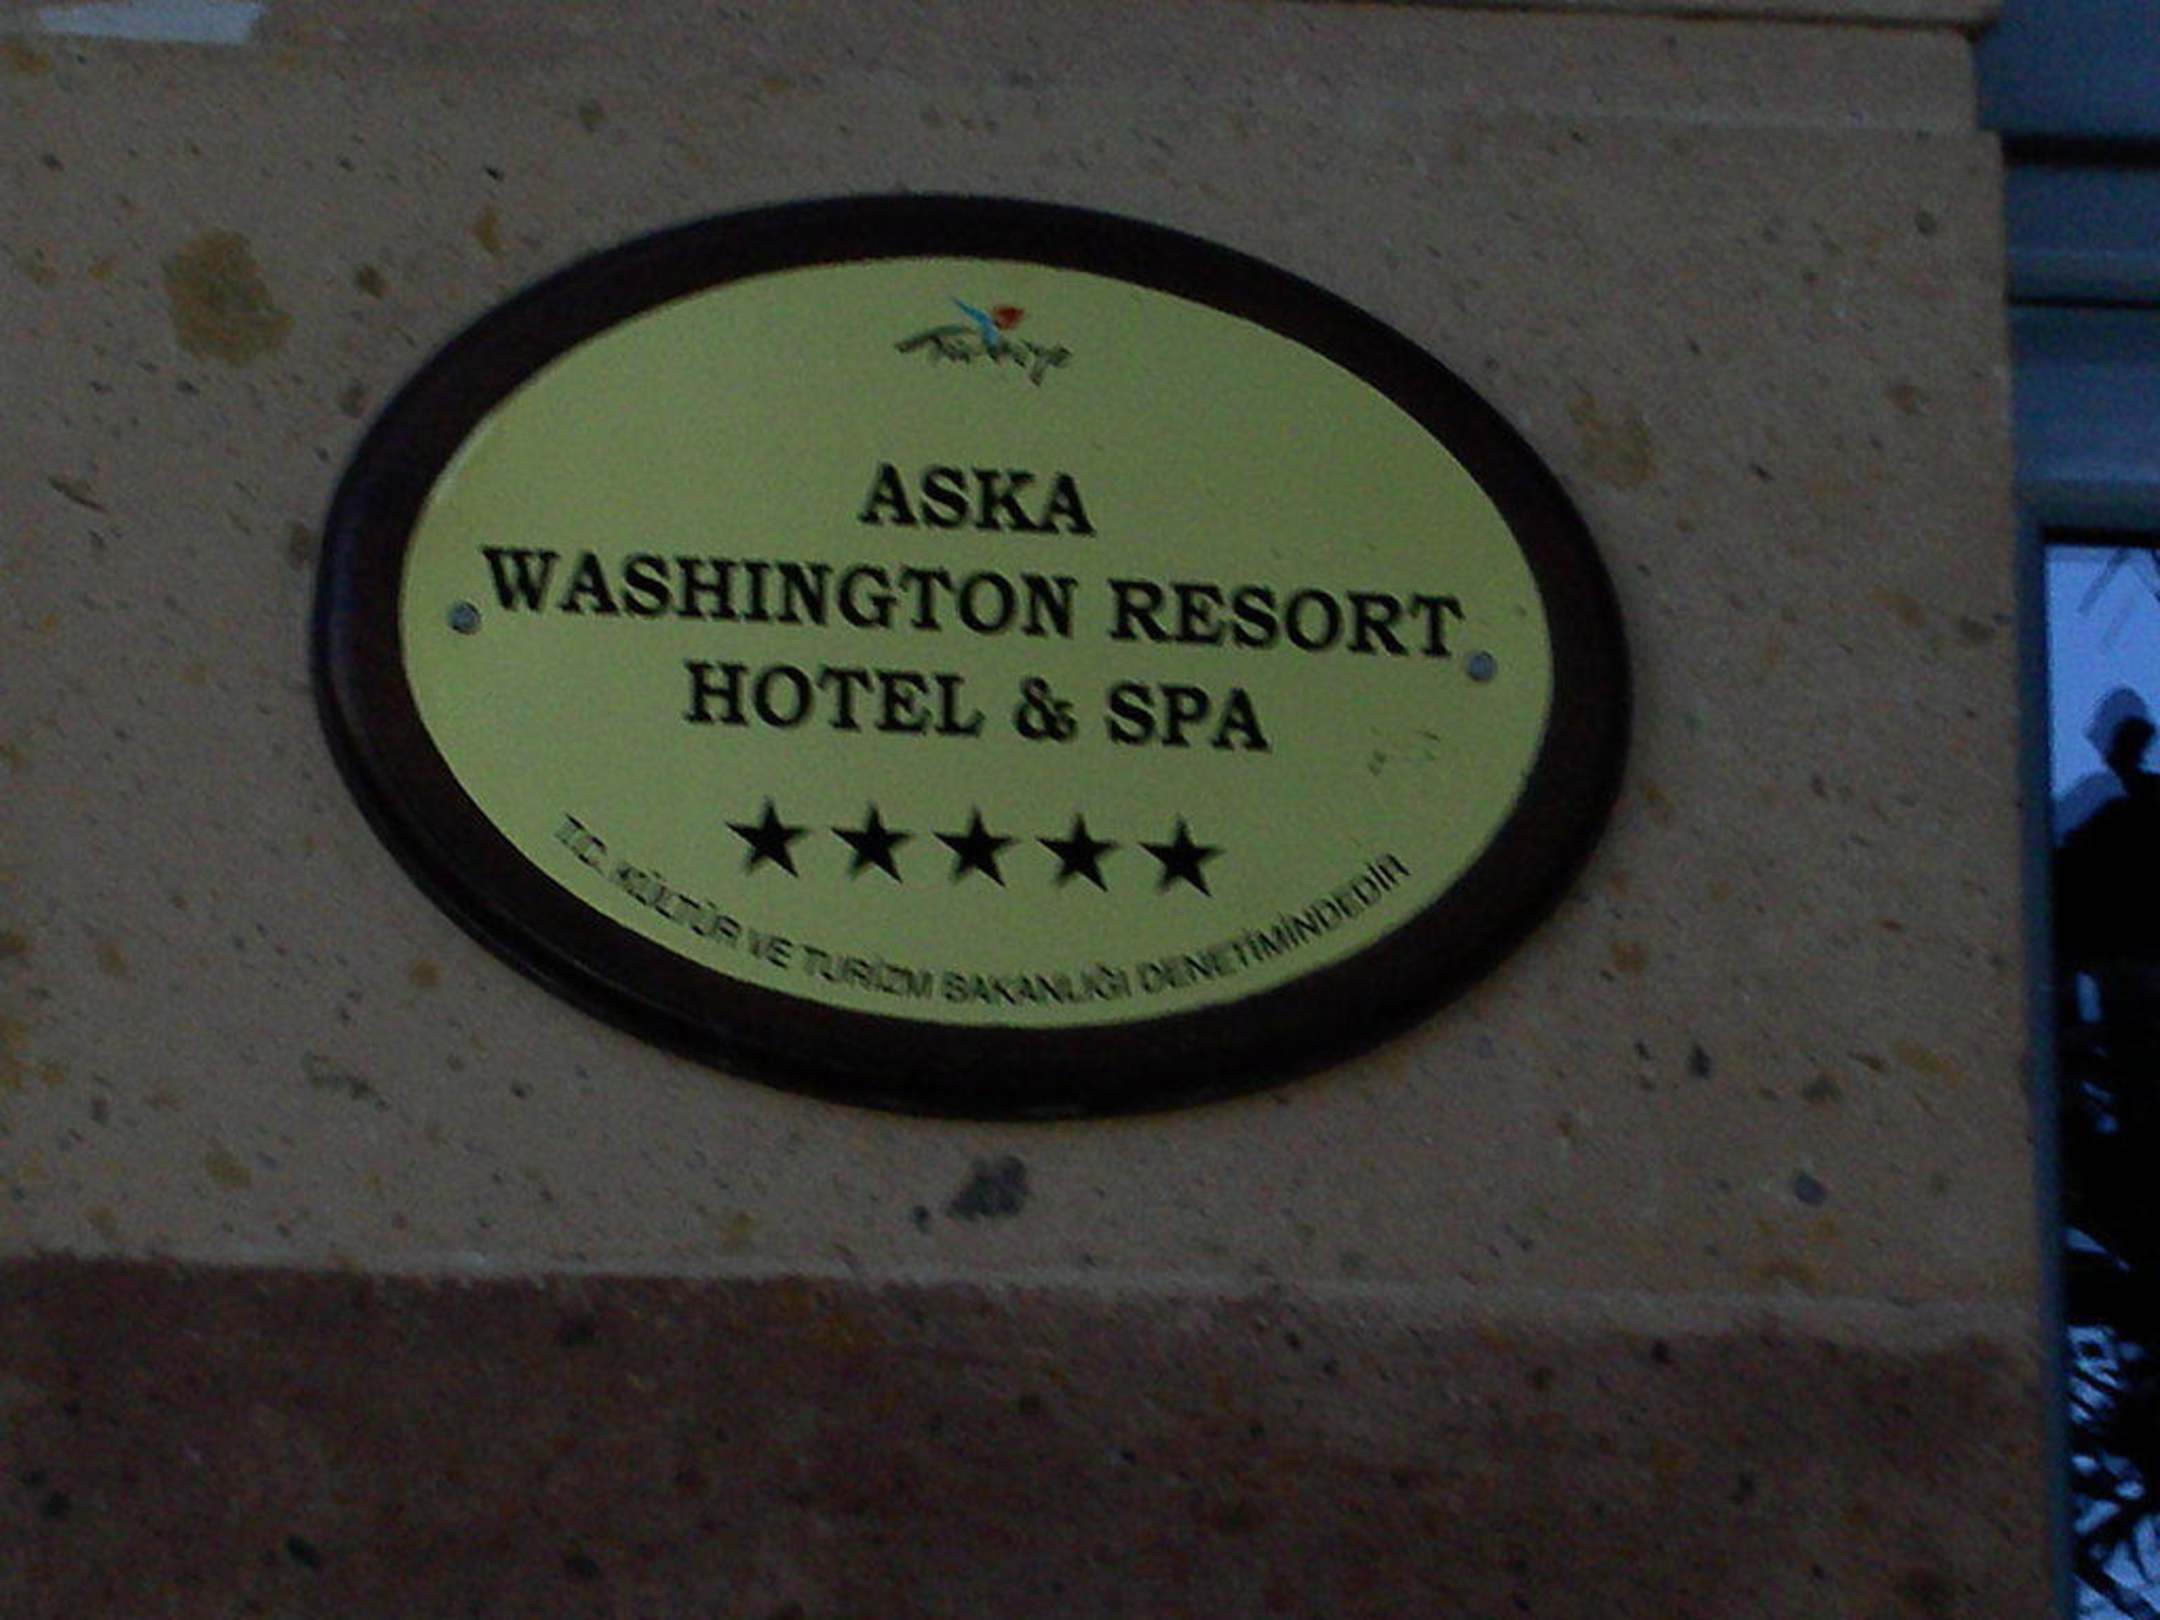 Türkiye
ASKA
WASHINGTON RESORT
HOTEL & SPA
T.C. KÜLTÜR VE TURİZM BAKANLIĞI DENETİMİNDEDİR